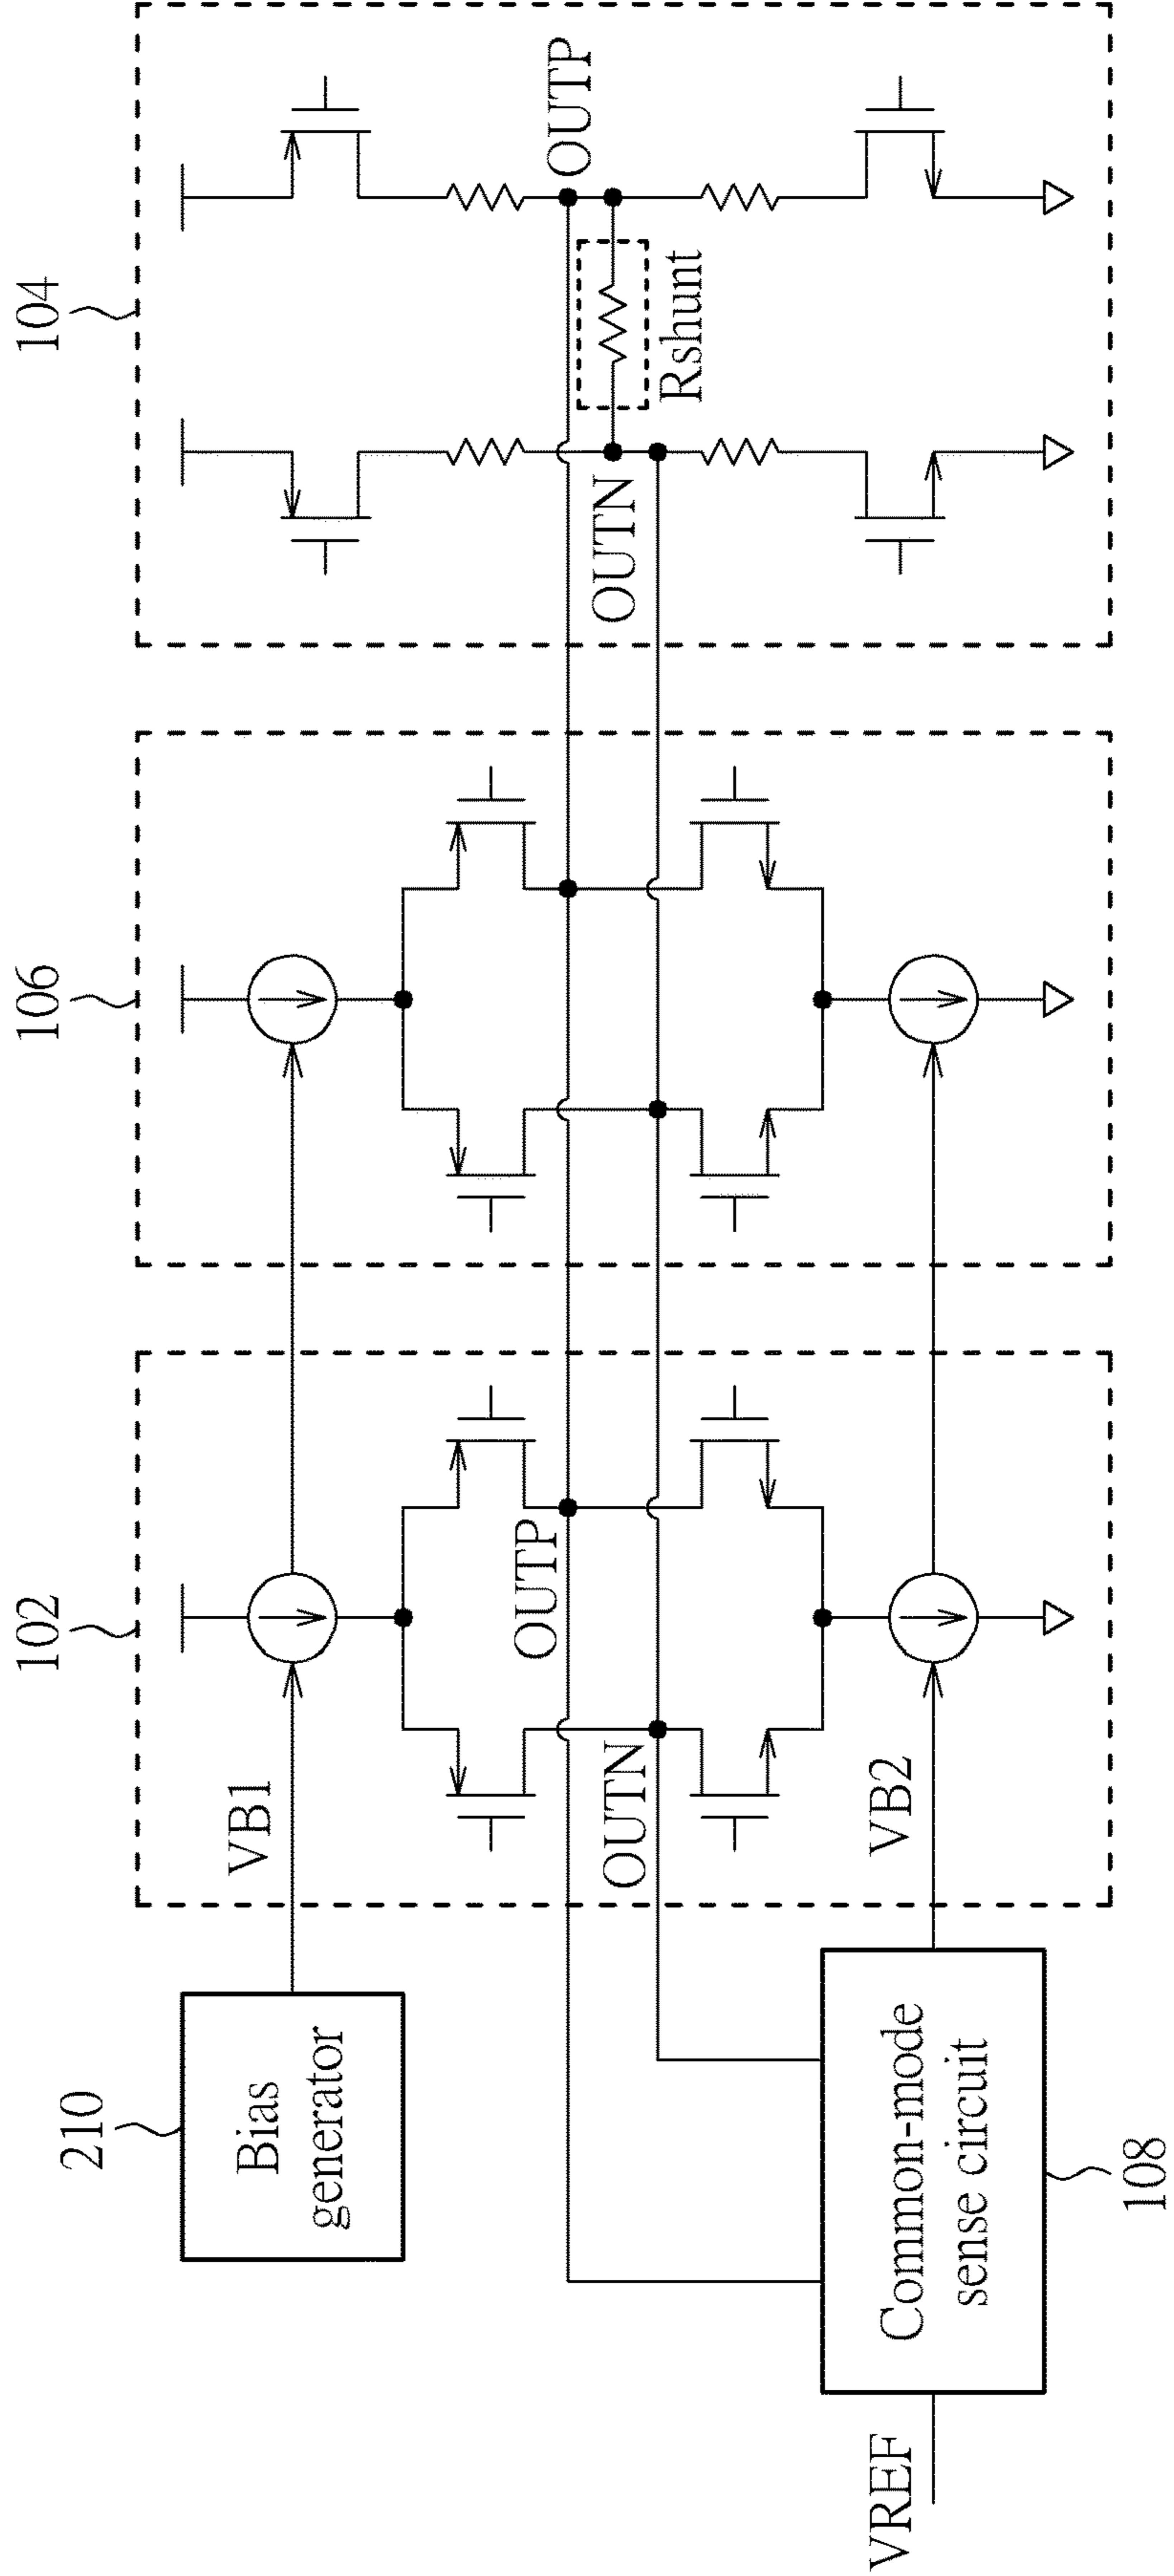 210
102
106
104
Bias
generator
VB1
OUTP
OUTP
OUTN
OUTN
Rshunt
VREF
Common-mode
sense circuit
VB2
108